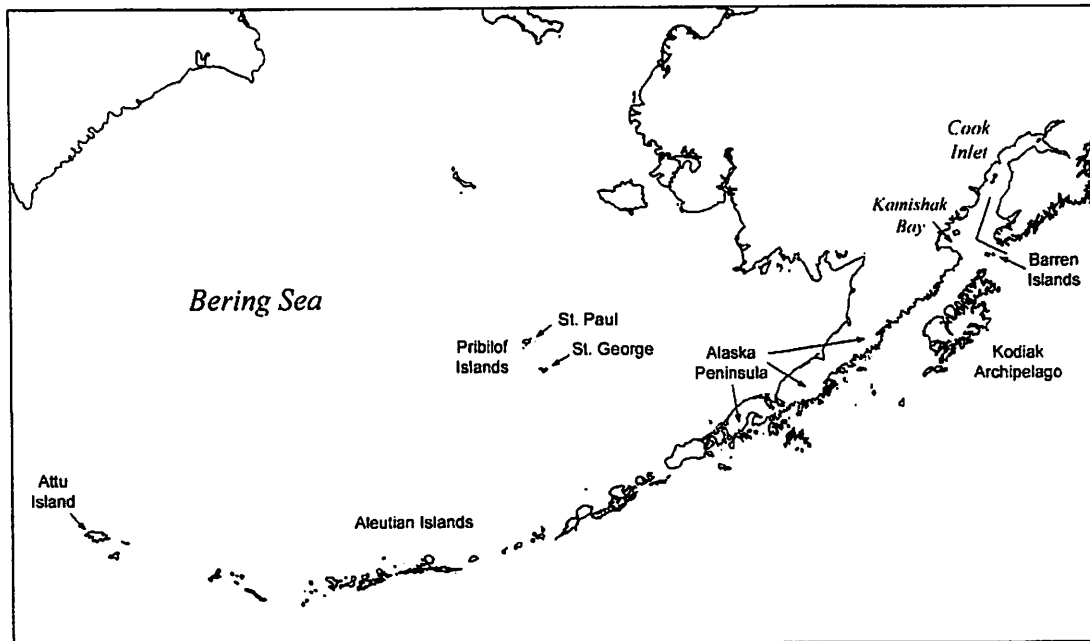 Cook
Inlet
Kamishak
Bay
Barren
Islands
Bering Sea
St. Paul
Pribilof
Islands
St. George
Alaska
Peninsula
Kodiak
Archipelago
Attu
Island
Aleutian Islands